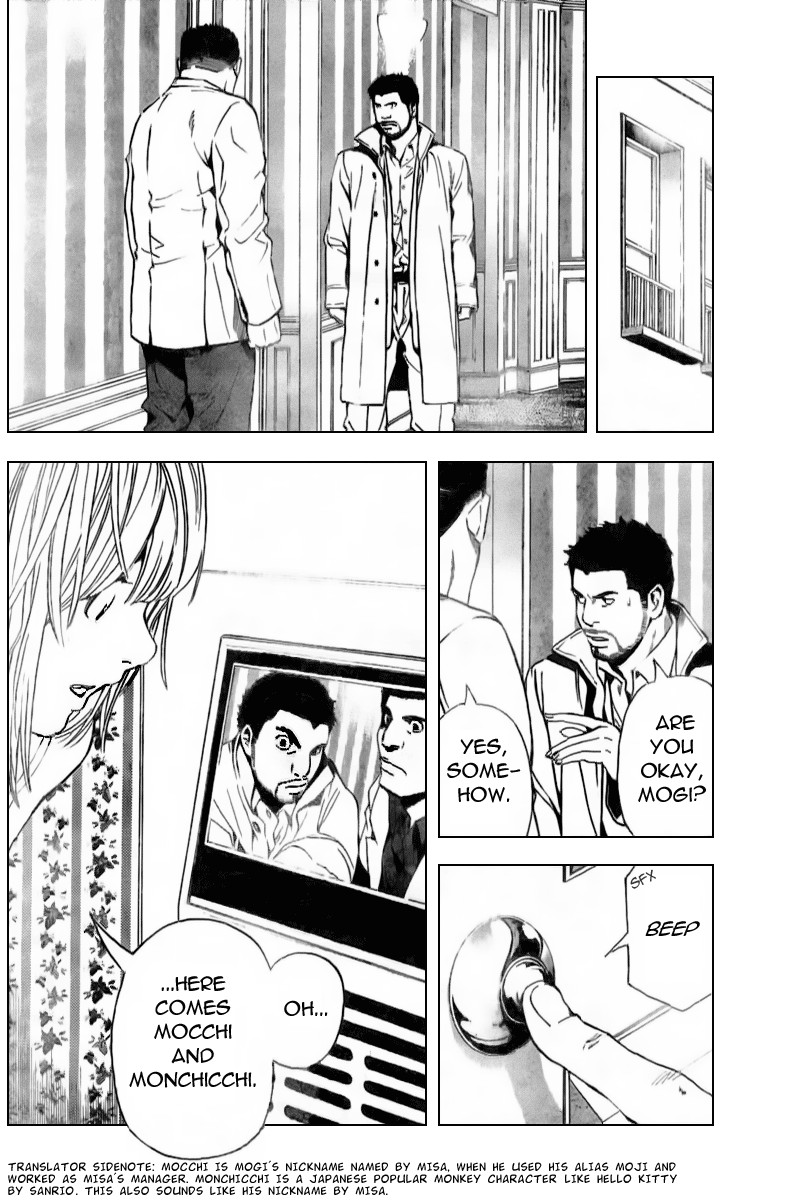 ARE
YOU
OKAY,
MOGI?
YES,
SOME-
HOW.
SFX
BEEP
OH...
...HERE
COMES
MOCCHI
AND
MONCHICCHI.
TRANSLATOR SIDENOTE: MOCCHI IS MOGI'S NICKNAME NAMED BY MISA, WHEN HE USED HIS ALIAS MOJI AND
WORKED AS MISA'S MANAGER. MONCHICCHI IS A JAPANESE POPULAR MONKEY CHARACTER LIKE HELLO KITTY
BY SANRIO. THIS ALSO SOUNDS LIKE HIS NICKNAME BY MISA.